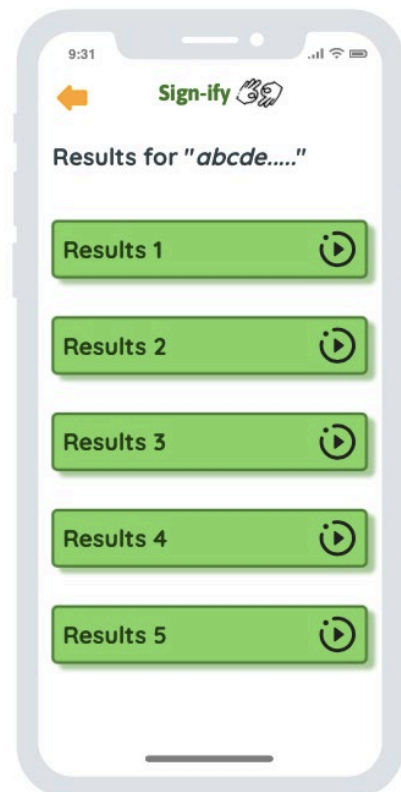 9:31
Sign-ify
Results for "abcde....."
Results 1
Results 2
Results 3
Results 4
Results 5